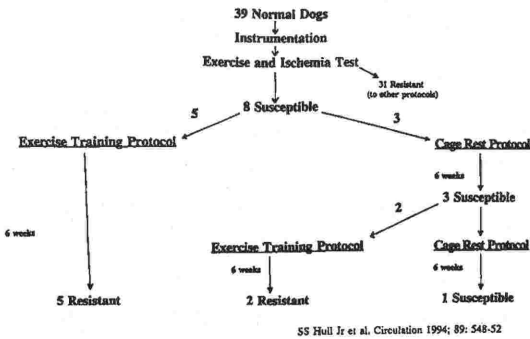 39 Normal Dogs
Instrumentation
Exercise and Ischemia Test
31 Resistant
(to other protocols)
8 Susceptible
5
3
Exercise Training Protocol
Cage Rest Protocol
6 weeks
3 Susceptible
2
6 weeks
Exercise Training Protocol
Cage Rest Protocol
6 weeks
6 weeks
5 Resistant
2 Resistant
1 Susceptible
SS Hull Jr et al. Circulation 1994; 89: 548-52